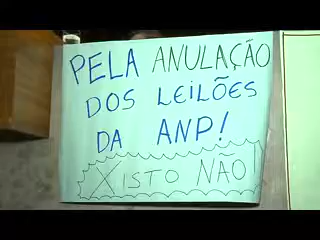 PELA ANULAÇÃO
DOS LEILÕES
DA ANP!
XISTO NÃO!